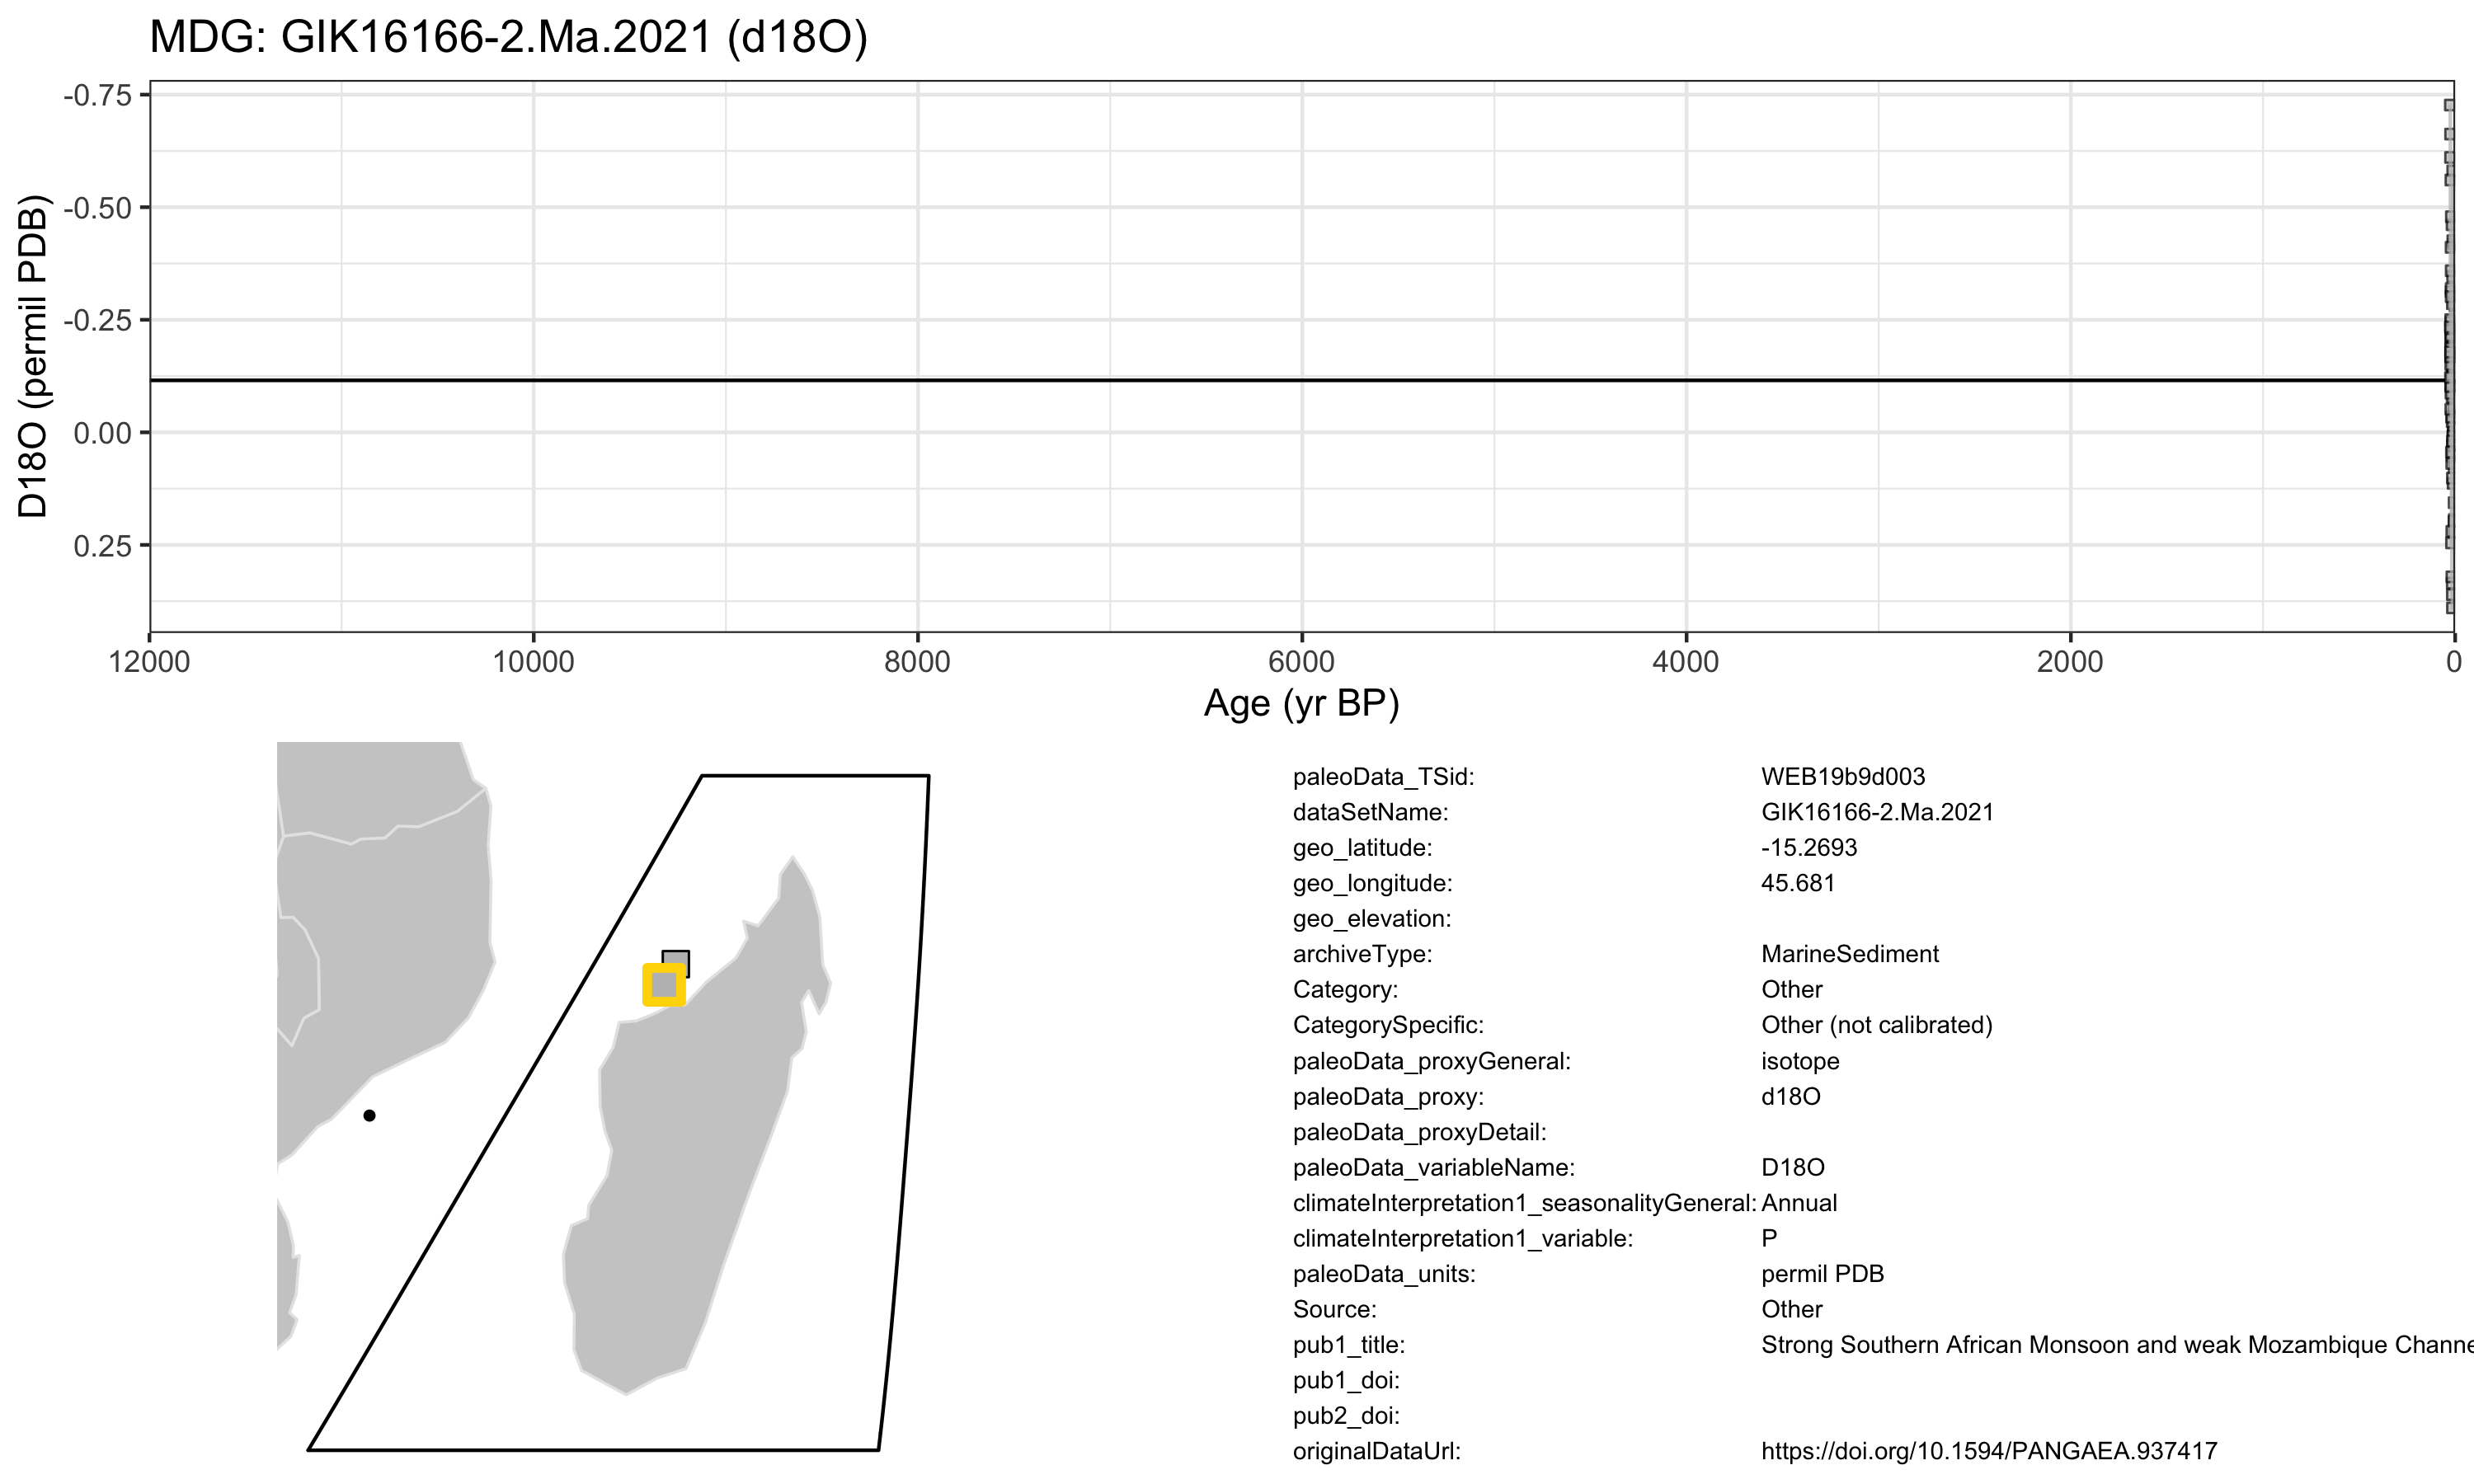 MDG: GIK16166-2.Ma.2021 (d18O)
-0.75
-0.50
-0.25
0.00
0.25
D18O (permil PDB)
12000 10000 8000 6000 4000 2000 0
Age (yr BP)
paleoData_TSid: WEB19b9d003
dataSetName: GIK16166-2.Ma.2021
geo_latitude: -15.2693
geo_longitude: 45.681
geo_elevation:
archiveType: MarineSediment
Category: Other
CategorySpecific: Other (not calibrated)
paleoData_proxyGeneral: isotope
paleoData_proxy: d18O
paleoData_proxyDetail:
paleoData_variableName: D18O
climateInterpretation1_seasonalityGeneral: Annual
climateInterpretation1_variable: P
paleoData_units: permil PDB
Source: Other
pub1_title: Strong Southern African Monsoon and weak Mozambique Channe
pub1_doi:
pub2_doi:
originalDataUrl: https://doi.org/10.1594/PANGAEA.937417